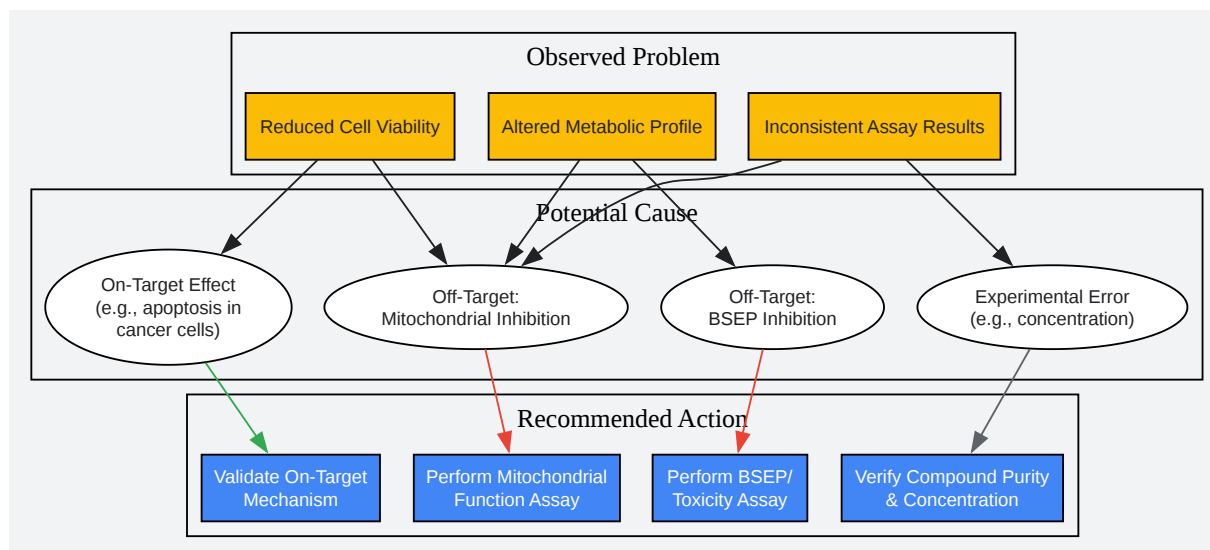 Observed Problem
Reduced Cell Viability
Altered Metabolic Profile
Inconsistent Assay Results
Potential Cause
On-Target Effect
(e.g., apoptosis in
cancer cells)
Off-Target:
Mitochondrial Inhibition
Off-Target:
BSEP Inhibition
Experimental Error
(e.g., concentration)
Recommended Action
Validate On-Target
Mechanism
Perform Mitochondrial
Function Assay
Perform BSEP/
Toxicity Assay
Verify Compound Purity
& Concentration